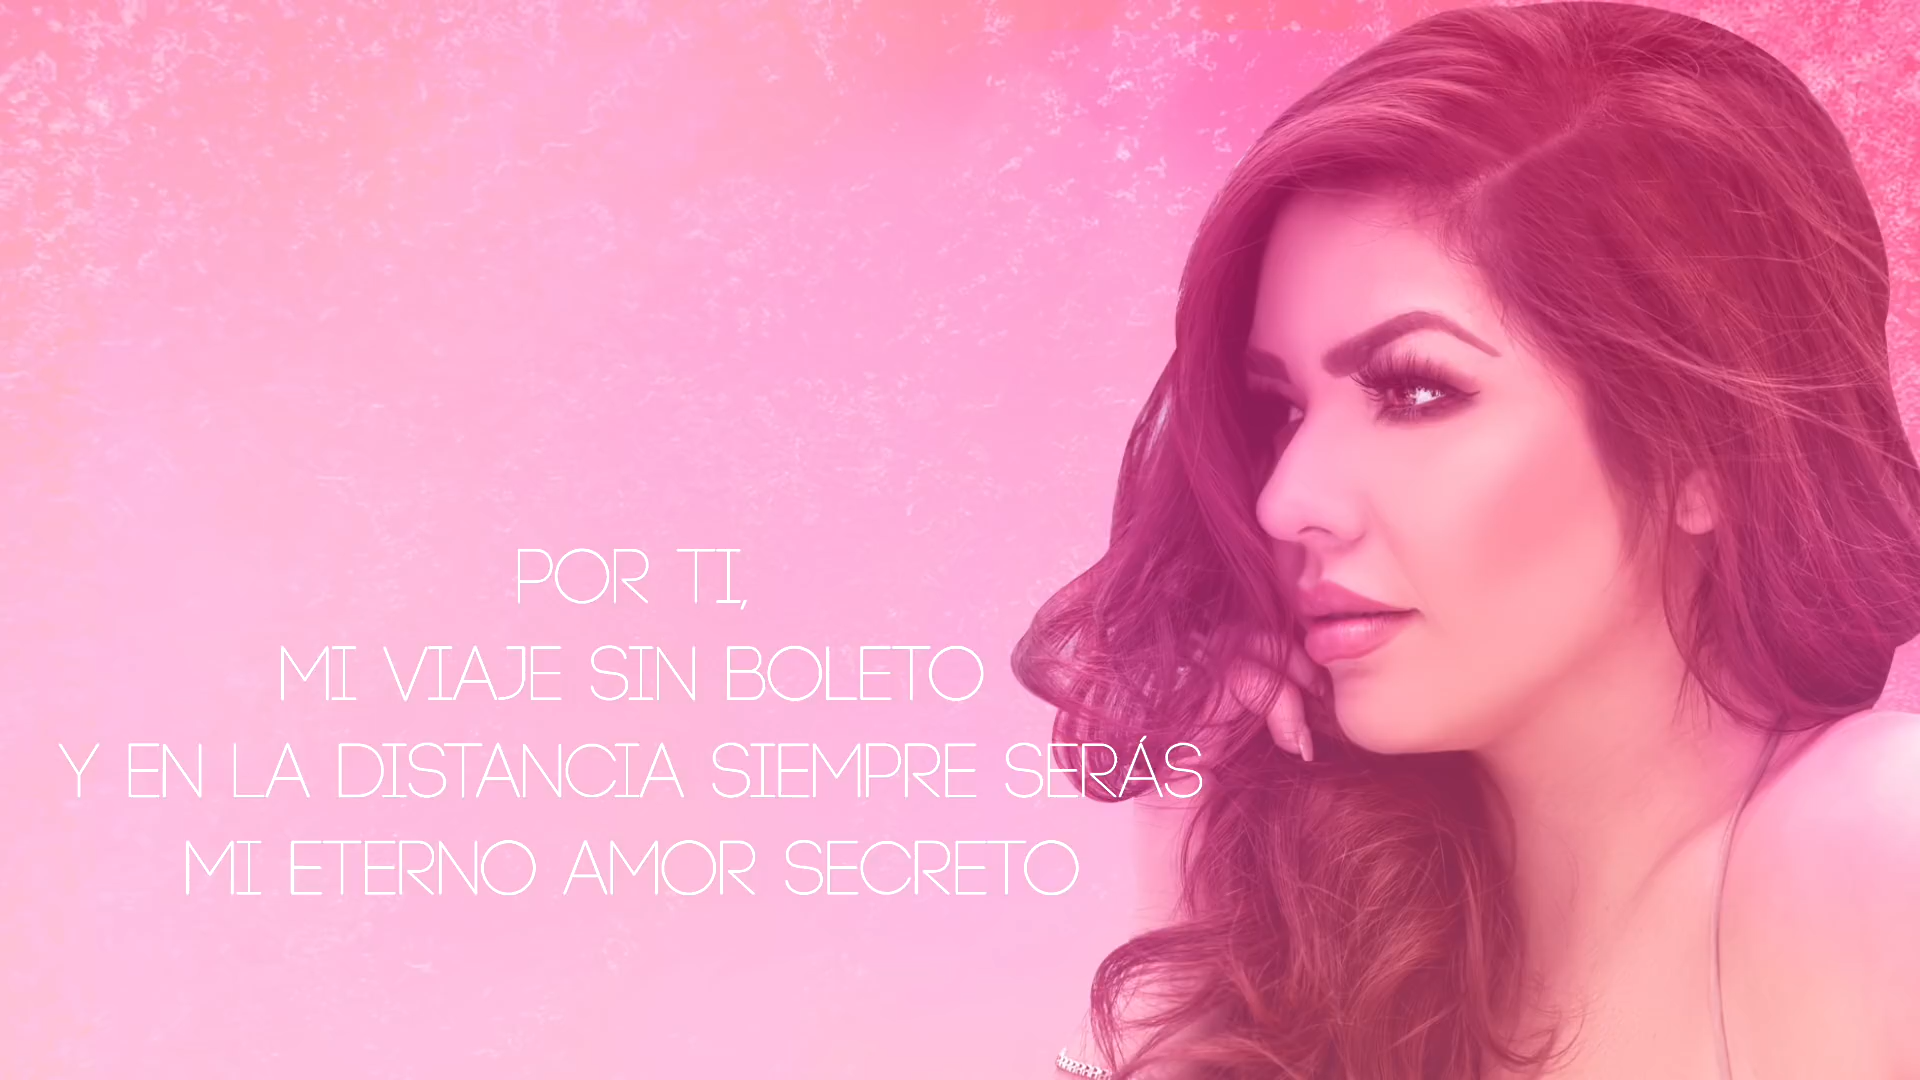 POR TI,
MI VIAJE SIN BOLETO
Y EN LA DISTANCIA SIEMPRE SERÁS
MI ETERNO AMOR SECRETO